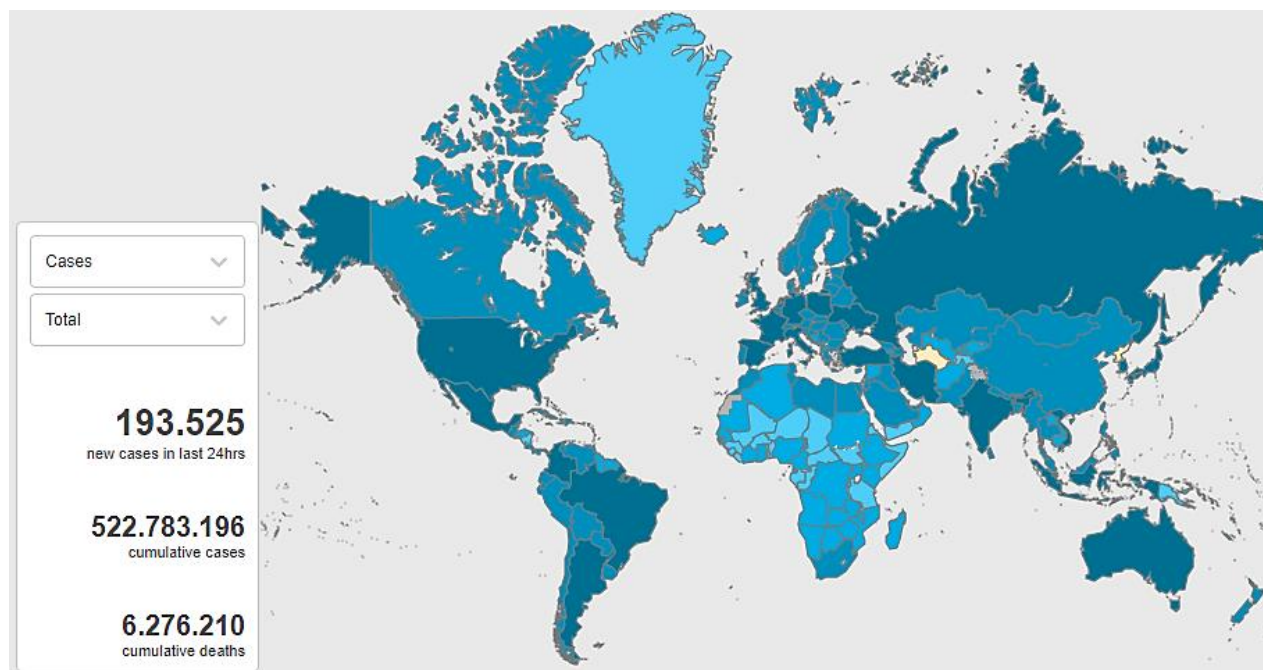 Cases
Total
193.525
new cases in last 24hrs
522.783.196
cumulative cases
6.276.210
cumulative deaths